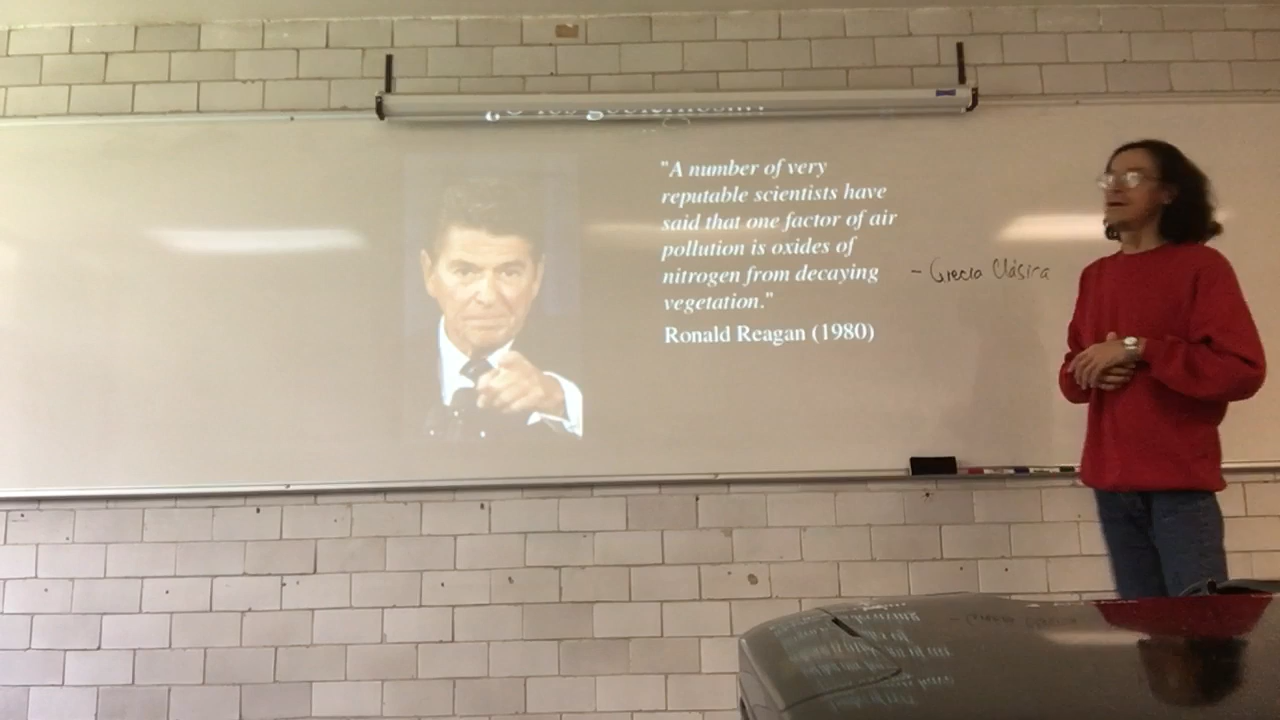 "A number of very
reputable scientists have
said that one factor of air
pollution is oxides of
nitrogen from decaying
vegetation."
Ronald Reagan (1980)
- Grecia Clásica